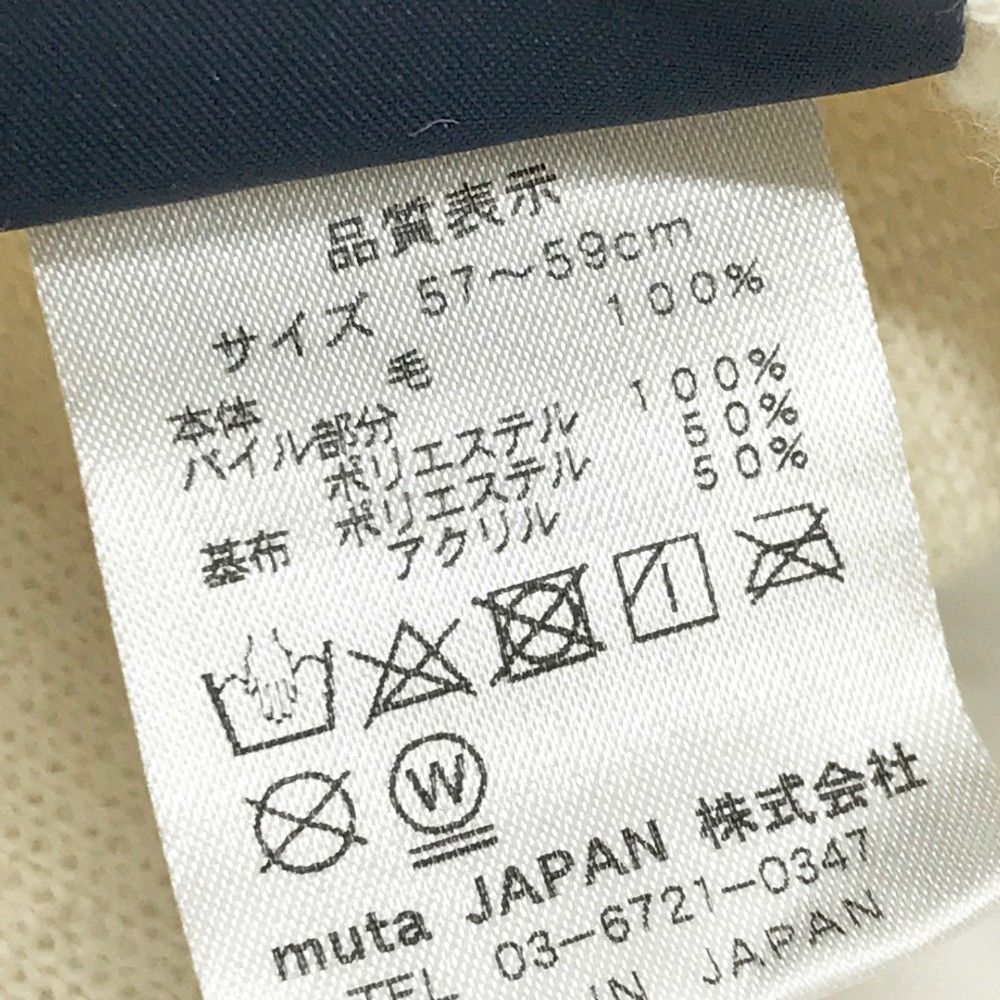 品質表示
サイズ 57〜59cm
本体 毛 100%
パイル部分
ポリエステル 100%
基布 ポリエステル 50%
アクリル 50%
W
muta JAPAN 株式会社
TEL 03-6721-0347
IN JAPAN